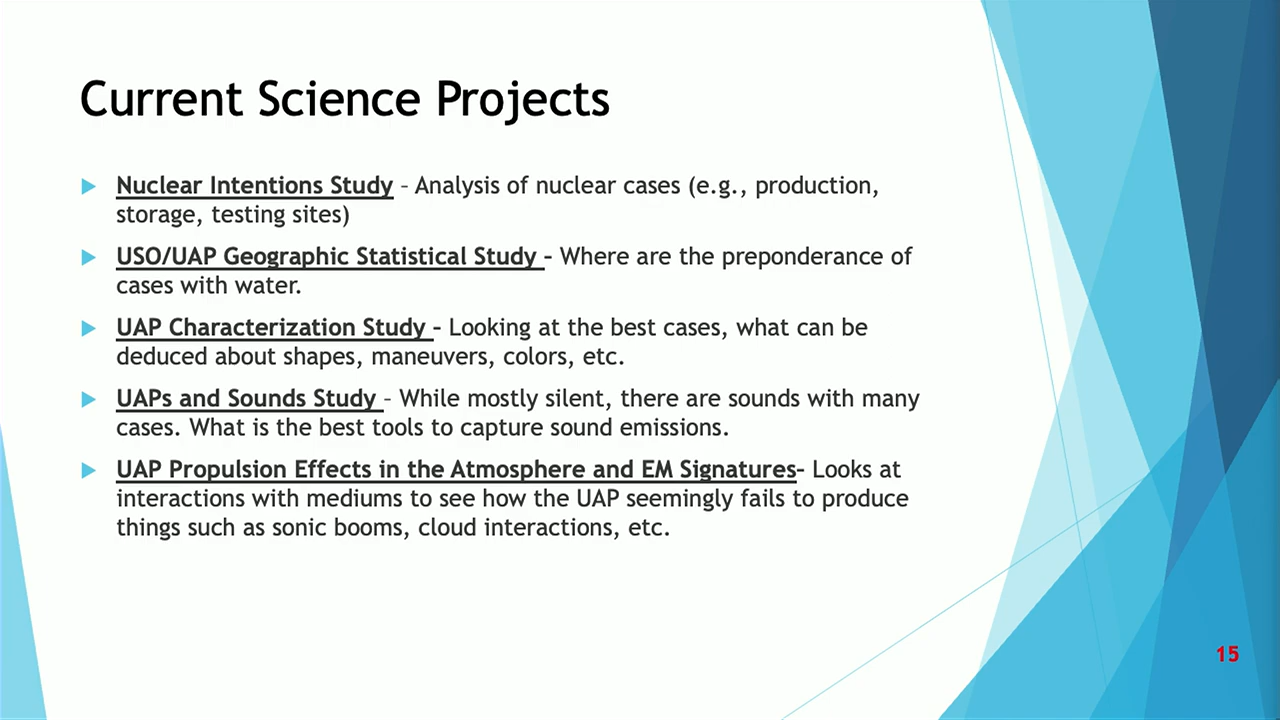 Current Science Projects
Nuclear Intentions Study – Analysis of nuclear cases (e.g., production,
storage, testing sites)
USO/UAP Geographic Statistical Study – Where are the preponderance of
cases with water.
UAP Characterization Study – Looking at the best cases, what can be
deduced about shapes, maneuvers, colors, etc.
UAPs and Sounds Study – While mostly silent, there are sounds with many
cases. What is the best tools to capture sound emissions.
UAP Propulsion Effects in the Atmosphere and EM Signatures– Looks at
interactions with mediums to see how the UAP seemingly fails to produce
things such as sonic booms, cloud interactions, etc.
15